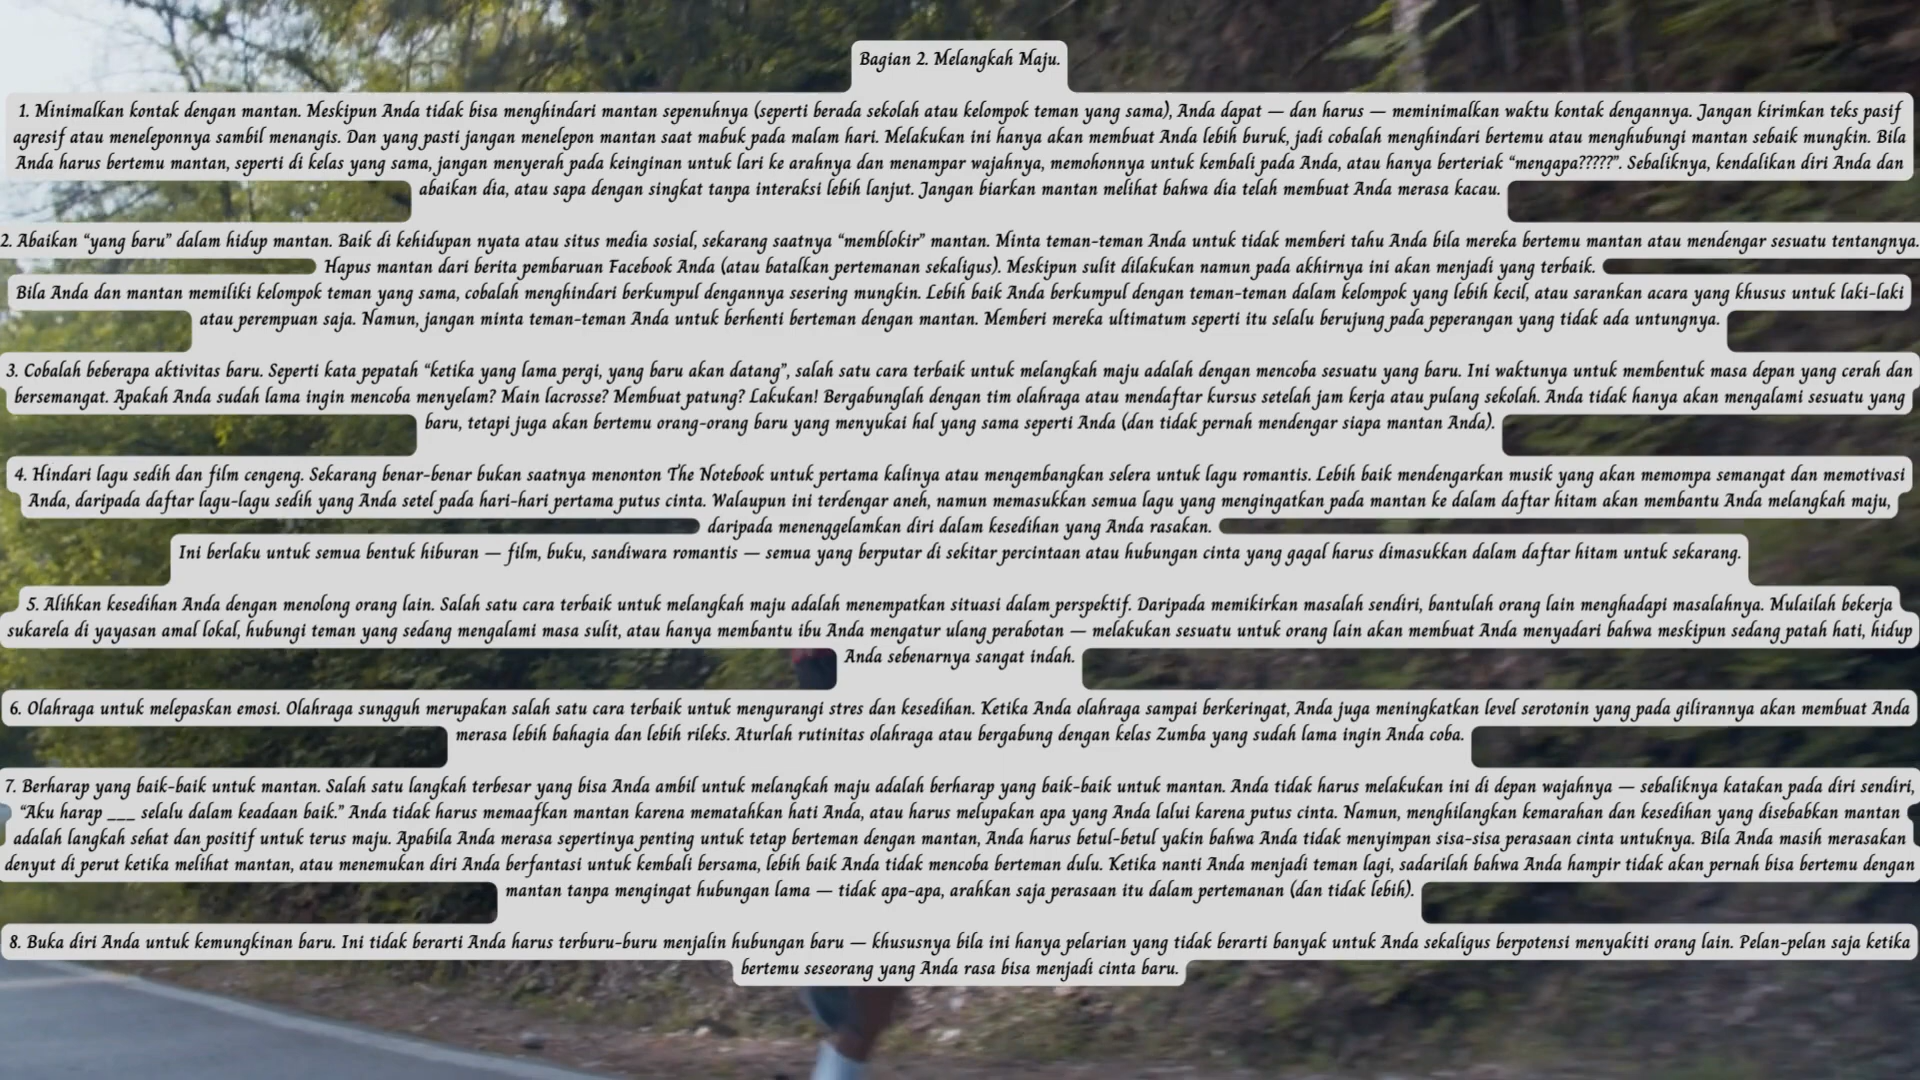 Bagian 2. Melangkah Maju.
1. Minimalkan kontak dengan mantan. Meskipun Anda tidak bisa menghindari mantan sepenuhnya (seperti berada sekolah atau kelompok teman yang sama), Anda dapat — dan harus — meminimalkan waktu kontak dengannya. Jangan kirimkan teks pasif
agresif atau meneleponnya sambil menangis. Dan yang pasti jangan menelepon mantan saat mabuk pada malam hari. Melakukan ini hanya akan membuat Anda lebih buruk, jadi cobalah menghindari bertemu atau menghubungi mantan sebaik mungkin. Bila
Anda harus bertemu mantan, seperti di kelas yang sama, jangan menyerah pada keinginan untuk lari ke arahnya dan menampar wajahnya, memohonnya untuk kembali pada Anda, atau hanya berteriak “mengapa?????”. Sebaliknya, kendalikan diri Anda dan
abaikan dia, atau sapa dengan singkat tanpa interaksi lebih lanjut. Jangan biarkan mantan melihat bahwa dia telah membuat Anda merasa kacau.
2. Abaikan “yang baru” dalam hidup mantan. Baik di kehidupan nyata atau situs media sosial, sekarang saatnya “memblokir” mantan. Minta teman-teman Anda untuk tidak memberi tahu Anda bila mereka bertemu mantan atau mendengar sesuatu tentangnya.
Hapus mantan dari berita pembaruan Facebook Anda (atau batalkan pertemanan sekaligus). Meskipun sulit dilakukan namun pada akhirnya ini akan menjadi yang terbaik.
Bila Anda dan mantan memiliki kelompok teman yang sama, cobalah menghindari berkumpul dengannya sesering mungkin. Lebih baik Anda berkumpul dengan teman-teman dalam kelompok yang lebih kecil, atau sarankan acara yang khusus untuk laki-laki
atau perempuan saja. Namun, jangan minta teman-teman Anda untuk berhenti berteman dengan mantan. Memberi mereka ultimatum seperti itu selalu berujung pada peperangan yang tidak ada untungnya.
3. Cobalah beberapa aktivitas baru. Seperti kata pepatah “ketika yang lama pergi, yang baru akan datang”, salah satu cara terbaik untuk melangkah maju adalah dengan mencoba sesuatu yang baru. Ini waktunya untuk membentuk masa depan yang cerah dan
bersemangat. Apakah Anda sudah lama ingin mencoba menyelam? Main lacrosse? Membuat patung? Lakukan! Bergabunglah dengan tim olahraga atau mendaftar kursus setelah jam kerja atau pulang sekolah. Anda tidak hanya akan mengalami sesuatu yang
baru, tetapi juga akan bertemu orang-orang baru yang menyukai hal yang sama seperti Anda (dan tidak pernah mendengar siapa mantan Anda).
4. Hindari lagu sedih dan film cengeng. Sekarang benar-benar bukan saatnya menonton The Notebook untuk pertama kalinya atau mengembangkan selera untuk lagu romantis. Lebih baik mendengarkan musik yang akan memompa semangat dan memotivasi
Anda, daripada daftar lagu-lagu sedih yang Anda setel pada hari-hari pertama putus cinta. Walaupun ini terdengar aneh, namun memasukkan semua lagu yang mengingatkan pada mantan ke dalam daftar hitam akan membantu Anda melangkah maju,
daripada menenggelamkan diri dalam kesedihan yang Anda rasakan.
Ini berlaku untuk semua bentuk hiburan — film, buku, sandiwara romantis — semua yang berputar di sekitar percintaan atau hubungan cinta yang gagal harus dimasukkan dalam daftar hitam untuk sekarang.
5. Alihkan kesedihan Anda dengan menolong orang lain. Salah satu cara terbaik untuk melangkah maju adalah menempatkan situasi dalam perspektif. Daripada memikirkan masalah sendiri, bantulah orang lain menghadapi masalahnya. Mulailah bekerja
sukarela di yayasan amal lokal, hubungi teman yang sedang mengalami masa sulit, atau hanya membantu ibu Anda mengatur ulang perabotan — melakukan sesuatu untuk orang lain akan membuat Anda menyadari bahwa meskipun sedang patah hati, hidup
Anda sebenarnya sangat indah.
6. Olahraga untuk melepaskan emosi. Olahraga sungguh merupakan salah satu cara terbaik untuk mengurangi stres dan kesedihan. Ketika Anda olahraga sampai berkeringat, Anda juga meningkatkan level serotonin yang pada gilirannya akan membuat Anda
merasa lebih bahagia dan lebih rileks. Aturlah rutinitas olahraga atau bergabung dengan kelas Zumba yang sudah lama ingin Anda coba.
7. Berharap yang baik-baik untuk mantan. Salah satu langkah terbesar yang bisa Anda ambil untuk melangkah maju adalah berharap yang baik-baik untuk mantan. Anda tidak harus melakukan ini di depan wajahnya — sebaliknya katakan pada diri sendiri,
“Aku harap ___ selalu dalam keadaan baik.” Anda tidak harus memaafkan mantan karena mematahkan hati Anda, atau harus melupakan apa yang Anda lalui karena putus cinta. Namun, menghilangkan kemarahan dan kesedihan yang disebabkan mantan
adalah langkah sehat dan positif untuk terus maju. Apabila Anda merasa sepertinya penting untuk tetap berteman dengan mantan, Anda harus betul-betul yakin bahwa Anda tidak menyimpan sisa-sisa perasaan cinta untuknya. Bila Anda masih merasakan
denyut di perut ketika melihat mantan, atau menemukan diri Anda berfantasi untuk kembali bersama, lebih baik Anda tidak mencoba berteman dulu. Ketika nanti Anda menjadi teman lagi, sadarilah bahwa Anda hampir tidak akan pernah bisa bertemu dengan
mantan tanpa mengingat hubungan lama — tidak apa-apa, arahkan saja perasaan itu dalam pertemanan (dan tidak lebih).
8. Buka diri Anda untuk kemungkinan baru. Ini tidak berarti Anda harus terburu-buru menjalin hubungan baru — khususnya bila ini hanya pelarian yang tidak berarti banyak untuk Anda sekaligus berpotensi menyakiti orang lain. Pelan-pelan saja ketika
bertemu seseorang yang Anda rasa bisa menjadi cinta baru.